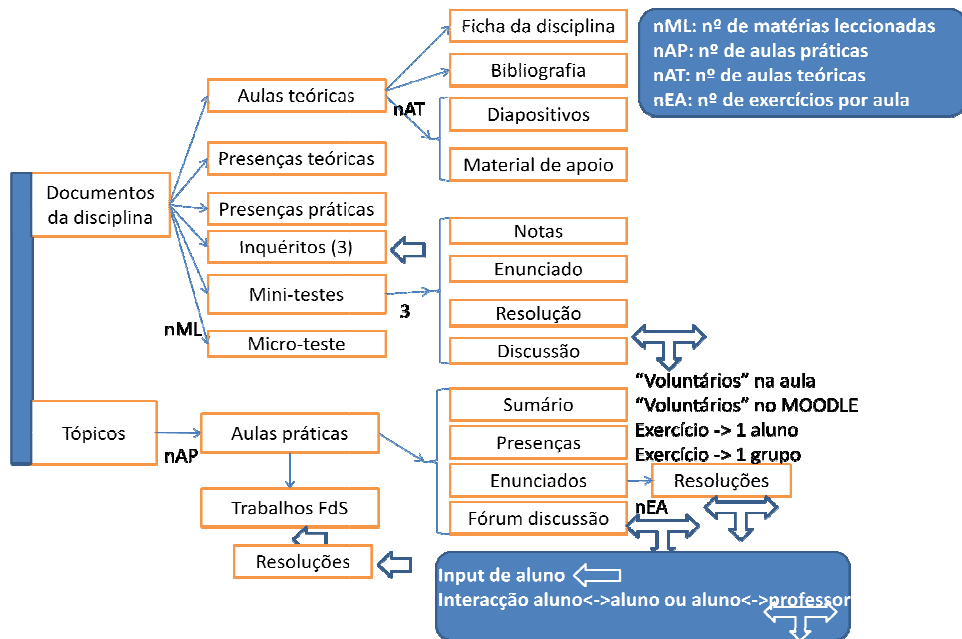 Ficha da disciplina
nML: nº de matérias leccionadas
nAP: nº de aulas práticas
nAT: nº de aulas teóricas
nEA: nº de exercícios por aula
Bibliografia
Aulas teóricas
nAT
Diapositivos
Material de apoio
Presenças teóricas
Documentos
da disciplina
Presenças práticas
Inquéritos (3)
Notas
Enunciado
Mini-testes
3
Resolução
nML
Micro-teste
Discussão
"Voluntários" na aula
"Voluntários" no MOODLE
Exercício -> 1 aluno
Exercício -> 1 grupo
Sumário
Tópicos
nAP
Aulas práticas
Presenças
Enunciados
Resoluções
nEA
Fórum discussão
Trabalhos FdS
Resoluções
Input de aluno
Interacção aluno<->aluno ou aluno<->professor